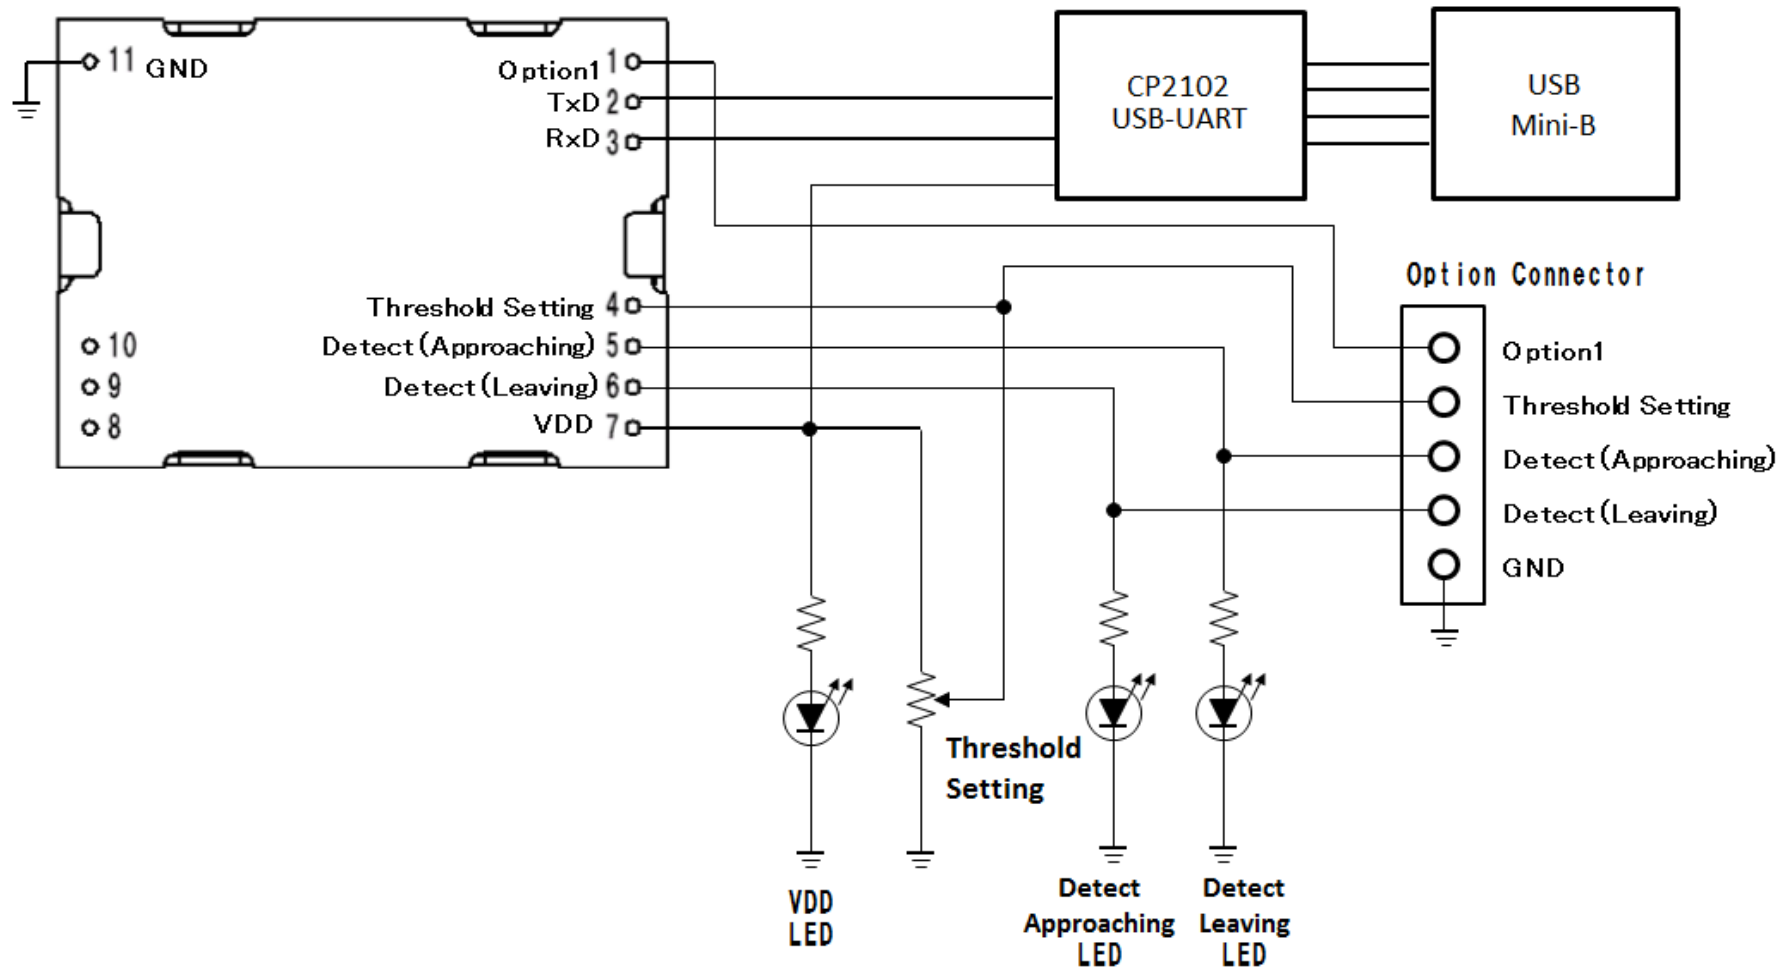 11 GND
Option1 1
TxD 2
RxD 3
Threshold Setting 4
Detect(Approaching) 5
Detect(Leaving) 6
VDD 7
10
9
8
CP2102
USB-UART
USB
Mini-B
Option Connector
Option1
Threshold Setting
Detect(Approaching)
Detect(Leaving)
GND
Threshold
Setting
VDD
LED
Detect
Approaching
LED
Detect
Leaving
LED